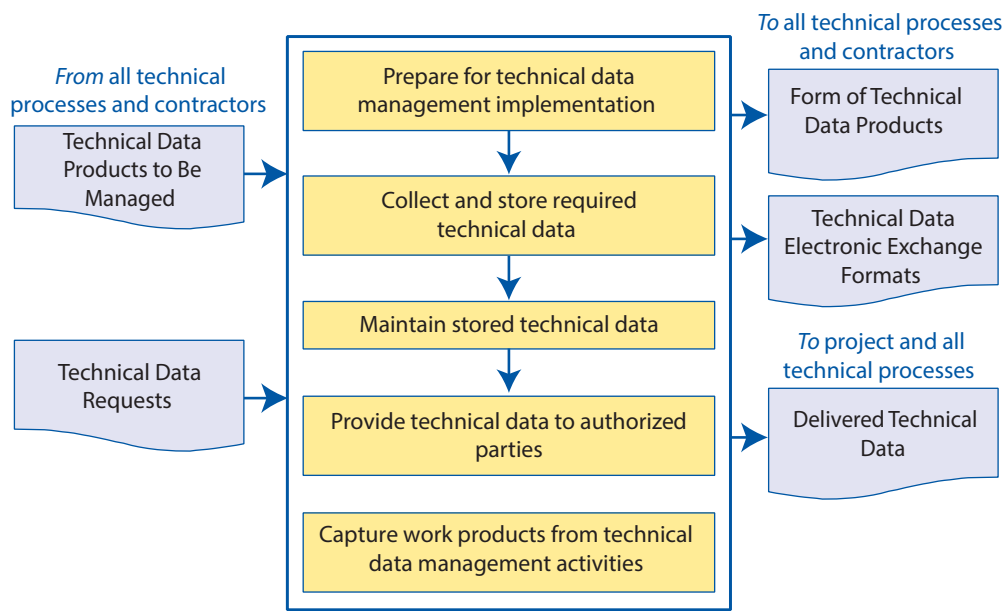 From all technical
processes and contractors
Technical Data
Products to Be
Managed
Technical Data
Requests
Prepare for technical data
management implementation
Collect and store required
technical data
Maintain stored technical data
Provide technical data to authorized
parties
Capture work products from technical
data management activities
To all technical processes
and contractors
Form of Technical
Data Products
Technical Data
Electronic Exchange
Formats
To project and all
technical processes
Delivered Technical
Data